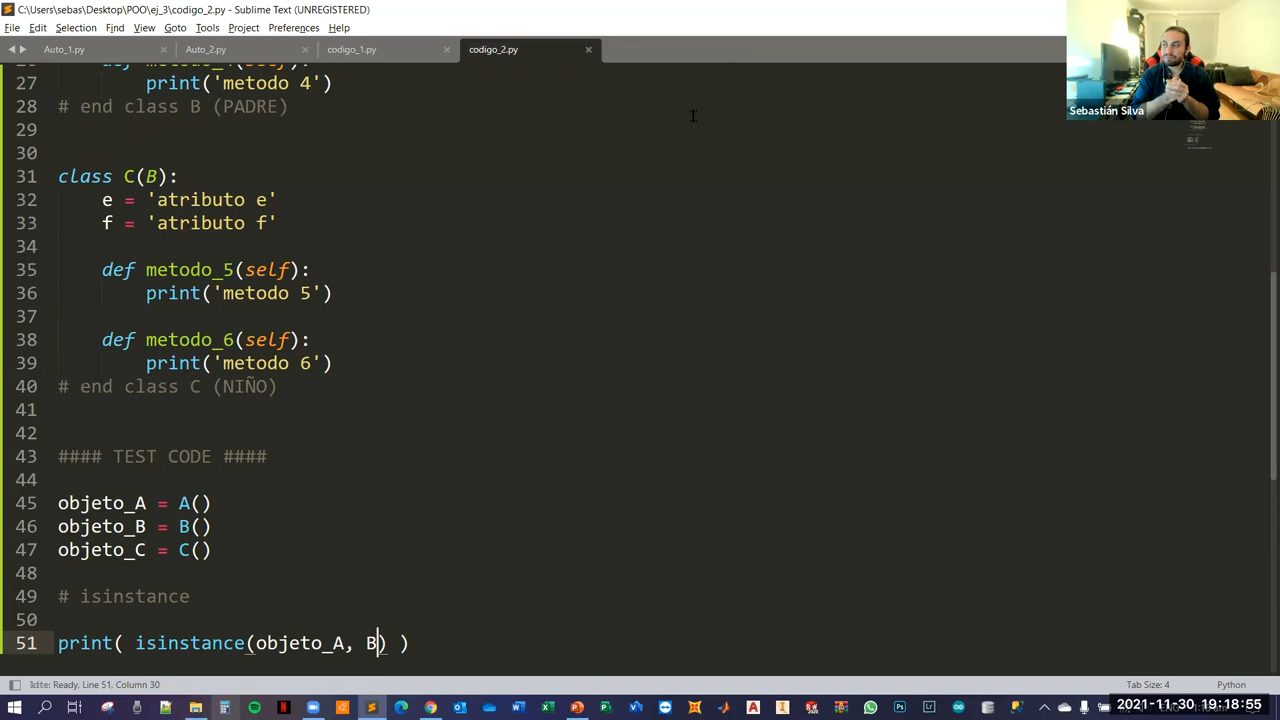 C:\Users\sebas\Desktop\POO\ej_3\codigo_2.py - Sublime Text (UNREGISTERED)
File Edit Selection Find View Goto Tools Project Preferences Help
Auto_1.py × Auto_2.py × codigo_1.py × codigo_2.py ×
Sebastián Silva
27 print('metodo 4')
28 # end class B (PADRE)
29
30
31 class C(B):
32 e = 'atributo e'
33 f = 'atributo f'
34
35 def metodo_5(self):
36 print('metodo 5')
37
38 def metodo_6(self):
39 print('metodo 6')
40 # end class C (NIÑO)
41
42
43 #### TEST CODE ####
44
45 objeto_A = A()
46 objeto_B = B()
47 objeto_C = C()
48
49 # isinstance
50
51 print( isinstance(objeto_A, B) )
Ready, Line 51, Column 30 Tab Size: 4 Python
2021-11-30 19:18:55